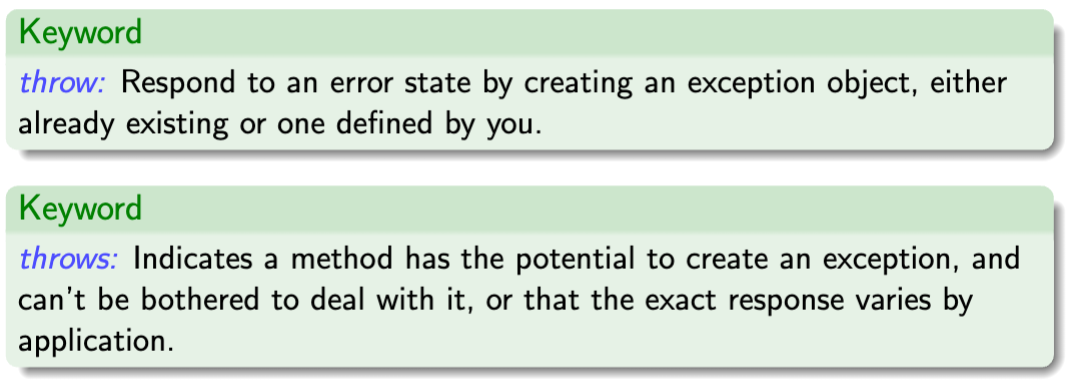 Keyword
throw: Respond to an error state by creating an exception object, either
already existing or one defined by you.
Keyword
throws: Indicates a method has the potential to create an exception, and
can't be bothered to deal with it, or that the exact response varies by
application.